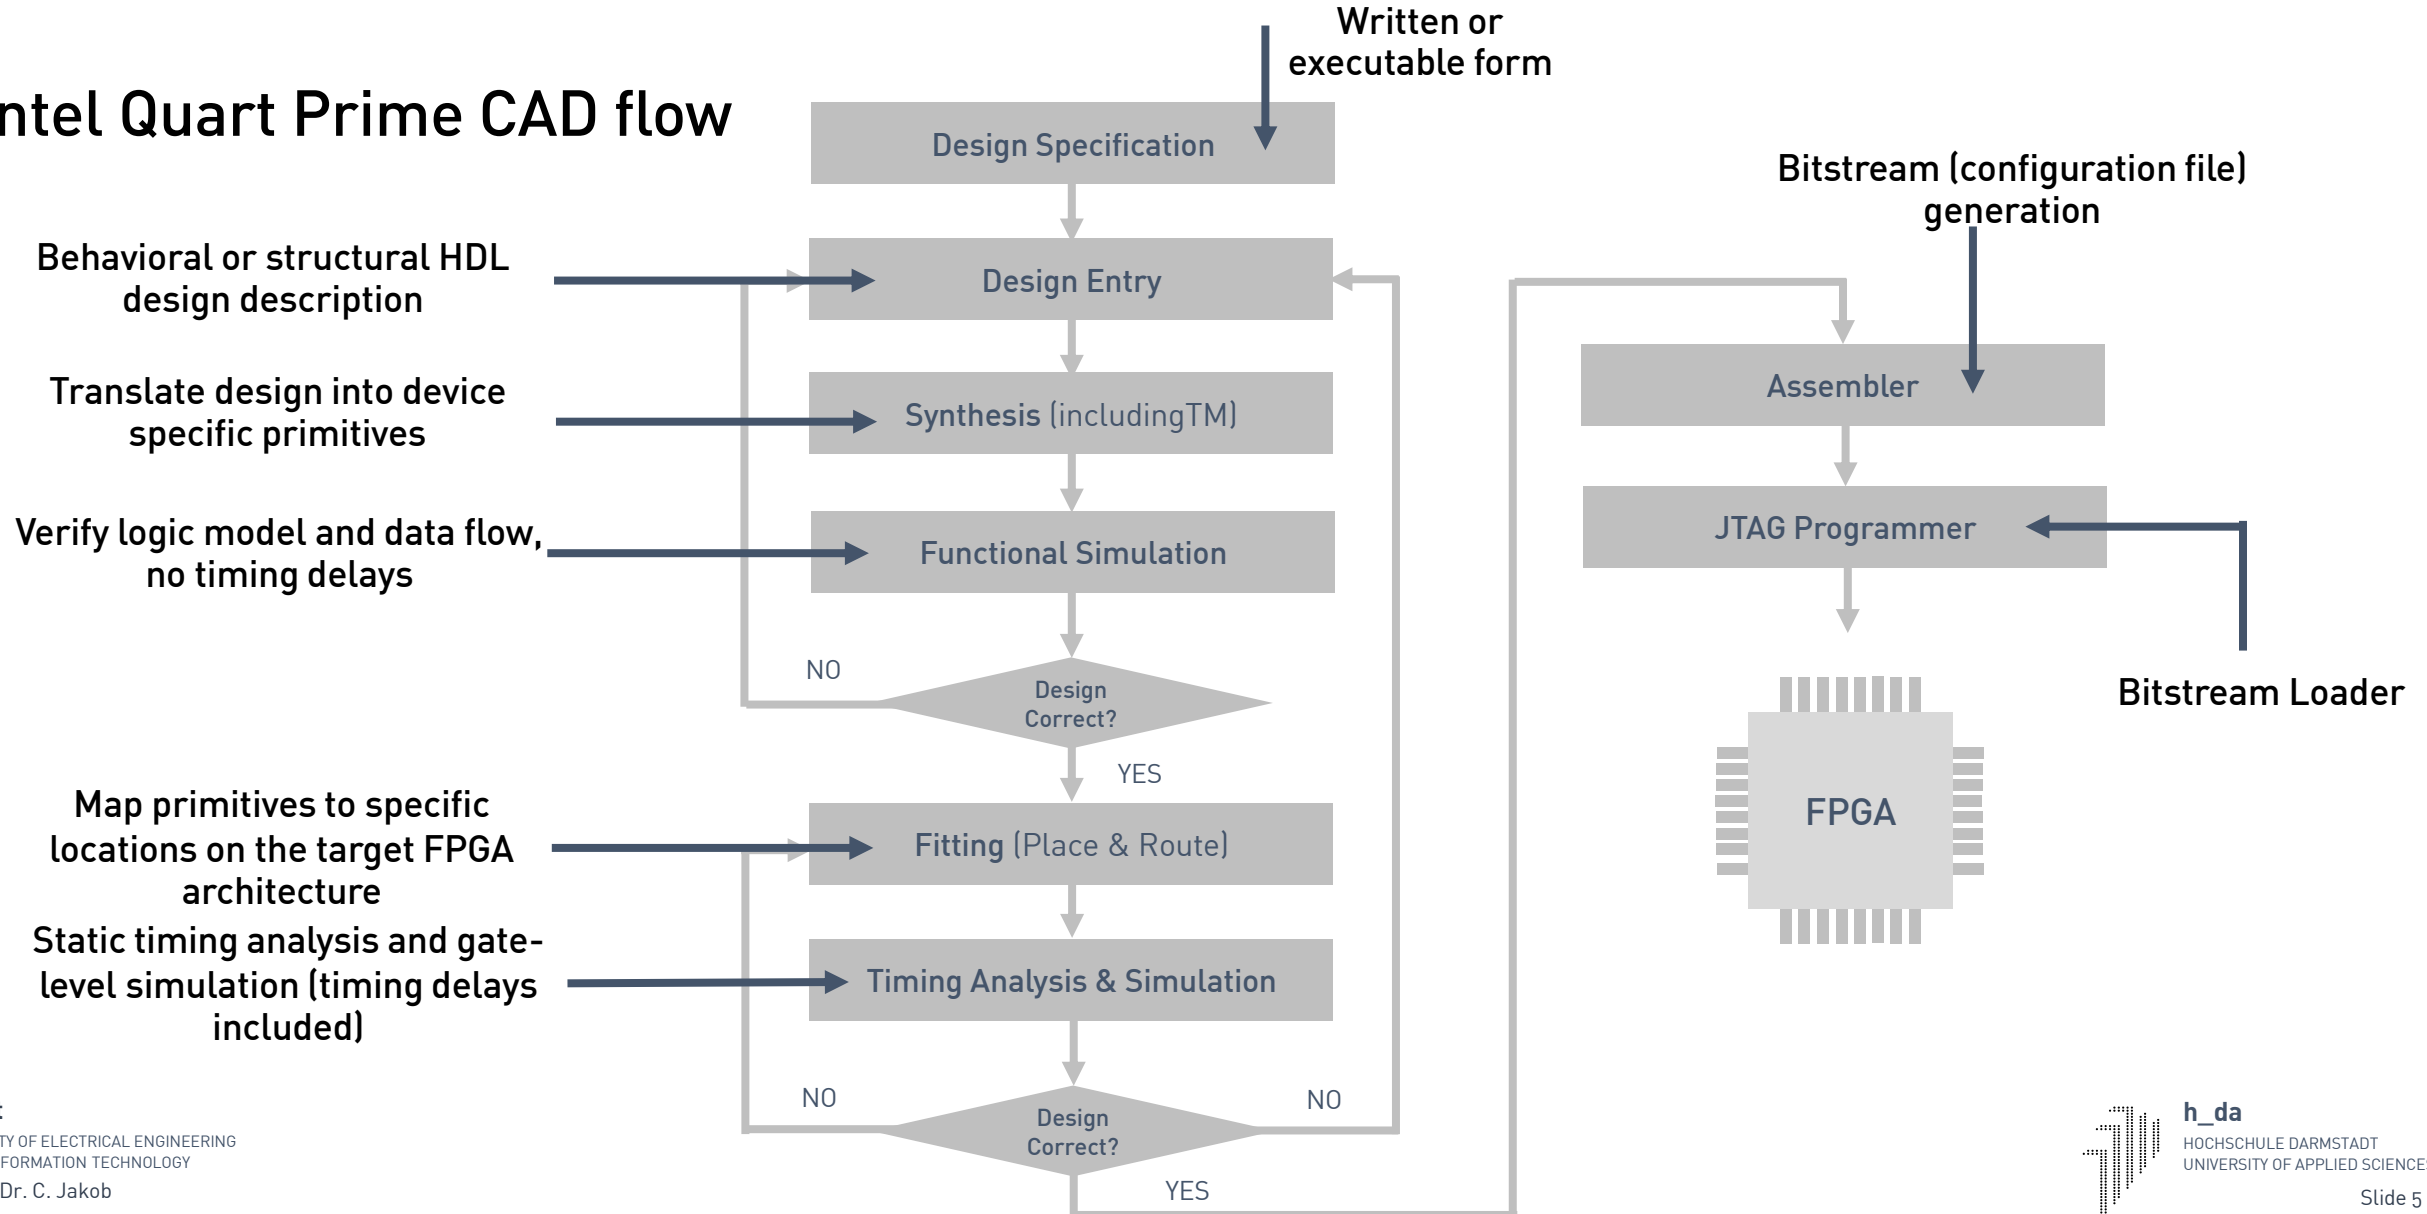 Written or
executable form
ntel Quart Prime CAD flow
Design Specification
Bitstream (configuration file)
generation
Behavioral or structural HDL
design description
Design Entry
Translate design into device
specific primitives
Synthesis (includingTM)
Assembler
Verify logic model and data flow,
no timing delays
Functional Simulation
JTAG Programmer
NO
Design
Correct?
Bitstream Loader
YES
Map primitives to specific
locations on the target FPGA
architecture
Fitting (Place & Route)
FPGA
Static timing analysis and gate-
level simulation (timing delays
included)
Timing Analysis & Simulation
NO
Design
Correct?
NO
YES
:
TY OF ELECTRICAL ENGINEERING
FORMATION TECHNOLOGY
Dr. C. Jakob
h_da
HOCHSCHULE DARMSTADT
UNIVERSITY OF APPLIED SCIENCES
Slide 5